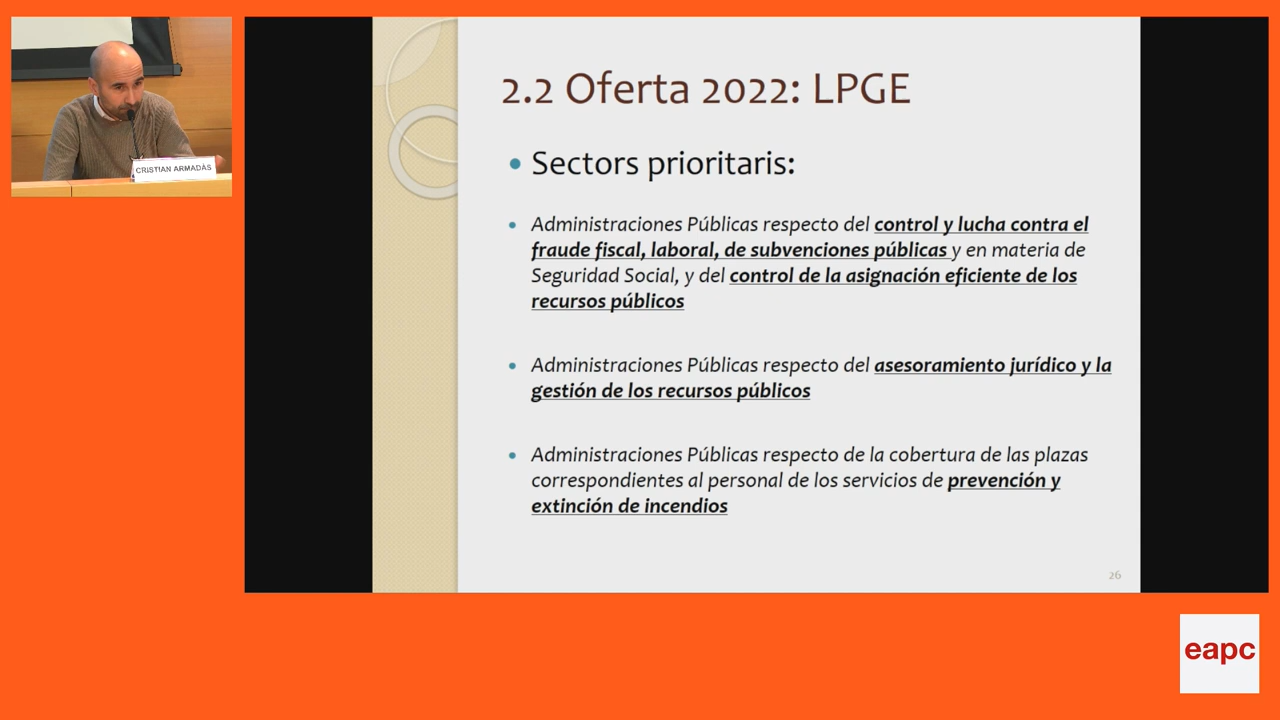 CRISTIAN ARMADÀS
2.2 Oferta 2022: LPGE
• Sectors prioritaris:
• Administraciones Públicas respecto del control y lucha contra el
fraude fiscal, laboral, de subvenciones públicas y en materia de
Seguridad Social, y del control de la asignación eficiente de los
recursos públicos
• Administraciones Públicas respecto del asesoramiento jurídico y la
gestión de los recursos públicos
• Administraciones Públicas respecto de la cobertura de las plazas
correspondientes al personal de los servicios de prevención y
extinción de incendios
26
eapc